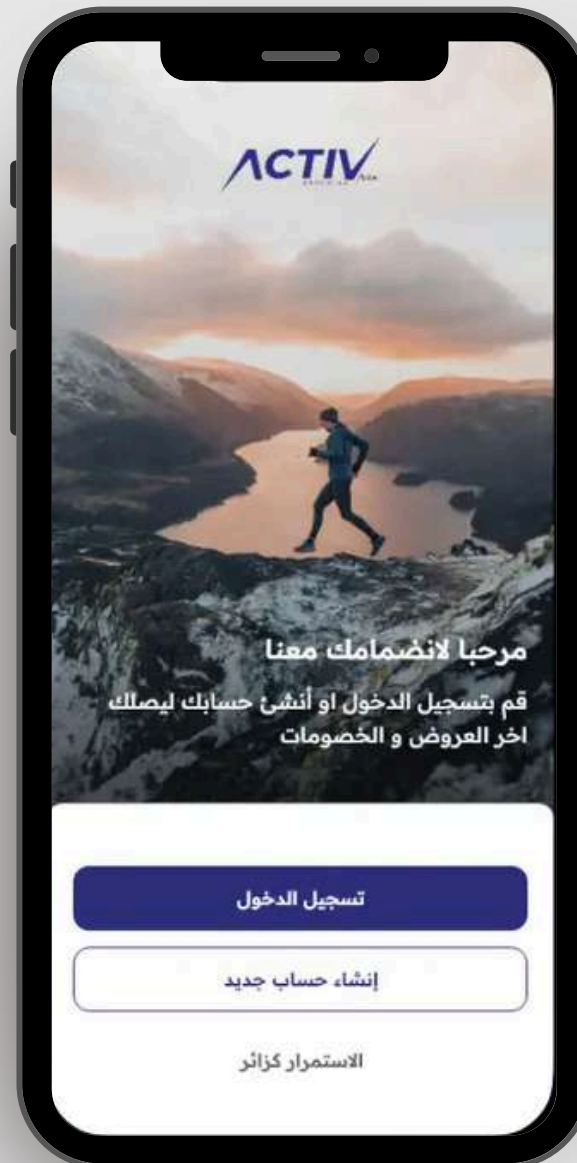 ACTIV
مرحبا لانضمامك معنا
قم بتسجيل الدخول او أنشئ حسابك ليصلك
اخر العروض و الخصومات
تسجيل الدخول
إنشاء حساب جديد
الاستمرار كزائر